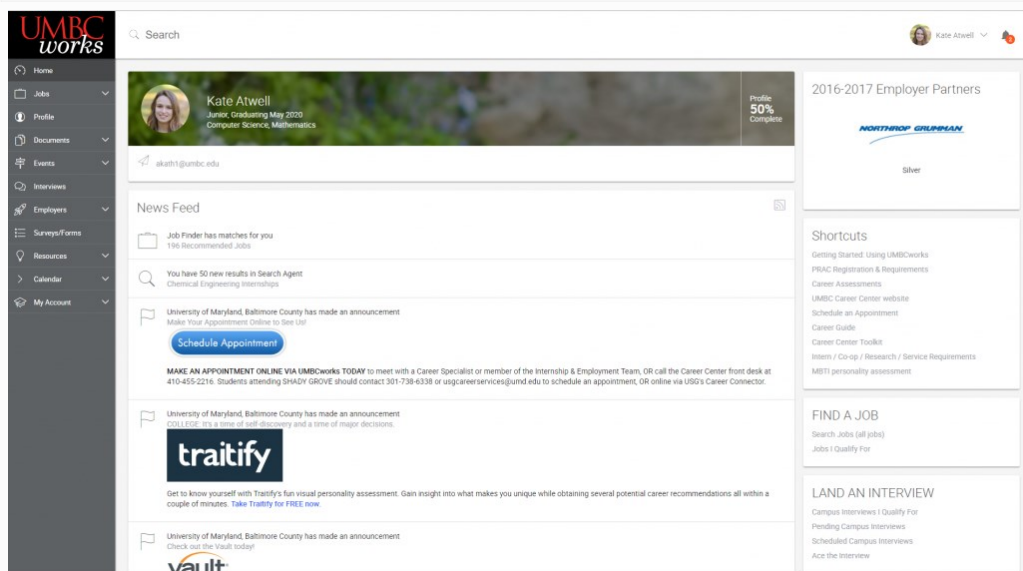 UMBC
works
Search
Kate Atwell
2
Home
Jobs
Profile
Documents
Events
Interviews
Employers
Surveys/Forms
Resources
Calendar
My Account
Kate Atwell
Junior, Graduating May 2020
Computer Science, Mathematics
Profile
50%
Complete
akath1@umbc.edu
News Feed
Job Finder has matches for you
196 Recommended Jobs
You have 50 new results in Search Agent
Chemical Engineering Internships
University of Maryland, Baltimore County has made an announcement
Make Your Appointment Online to See Us!
Schedule Appointment
MAKE AN APPOINTMENT ONLINE VIA UMBCworks TODAY to meet with a Career Specialist or member of the Internship & Employment Team, OR call the Career Center front desk at
410-455-2216. Students attending SHADY GROVE should contact 301-738-6338 or usgcareerservices@umd.edu to schedule an appointment, OR online via USG's Career Connector.
University of Maryland, Baltimore County has made an announcement
COLLEGE: It's a time of self-discovery and a time of major decisions.
traitify
Get to know yourself with Traitify's fun visual personality assessment. Gain insight into what makes you unique while obtaining several potential career recommendations all within a
couple of minutes. Take Traitify for FREE now.
University of Maryland, Baltimore County has made an announcement
Check out the Vault today!
vault
2016-2017 Employer Partners
NORTHROP GRUMMAN
Silver
Shortcuts
Getting Started: Using UMBCworks
PRAC Registration & Requirements
Career Assessments
UMBC Career Center website
Schedule an Appointment
Career Guide
Career Center Toolkit
Intern / Co-op / Research / Service Requirements
MBTI personality assessment
FIND A JOB
Search Jobs (all jobs)
Jobs I Qualify For
LAND AN INTERVIEW
Campus Interviews I Qualify For
Pending Campus Interviews
Scheduled Campus Interviews
Ace the Interview